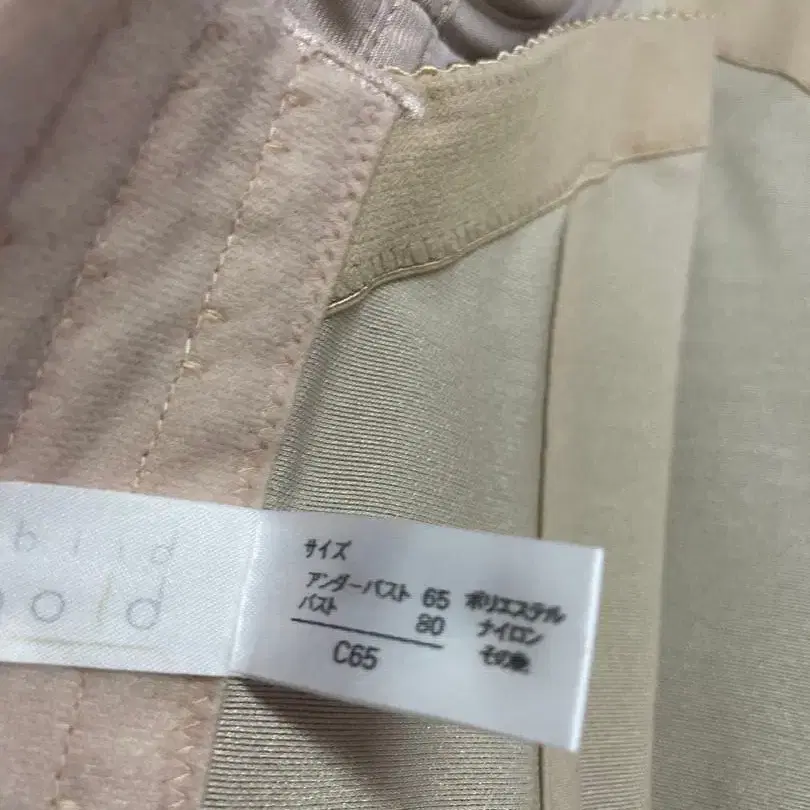 サイズ
アンダーバスト 65
バスト 80
C65
ポリエステル
ナイロン
その他